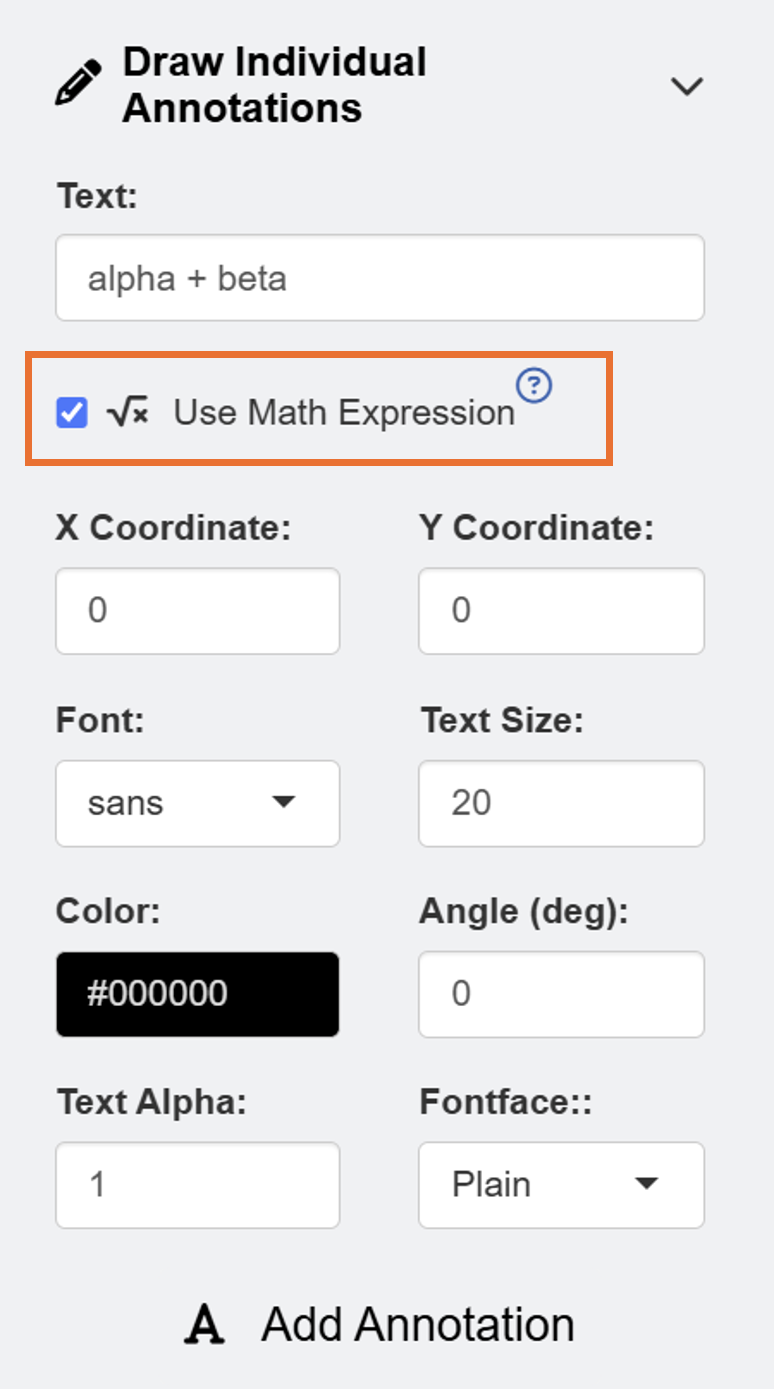 Draw Individual
Annotations
Text:
alpha + beta
√x Use Math Expression ?
X Coordinate: Y Coordinate:
0 0
Font: Text Size:
sans 20
Color: Angle (deg):
#000000 0
Text Alpha: Fontface::
1 Plain
A Add Annotation